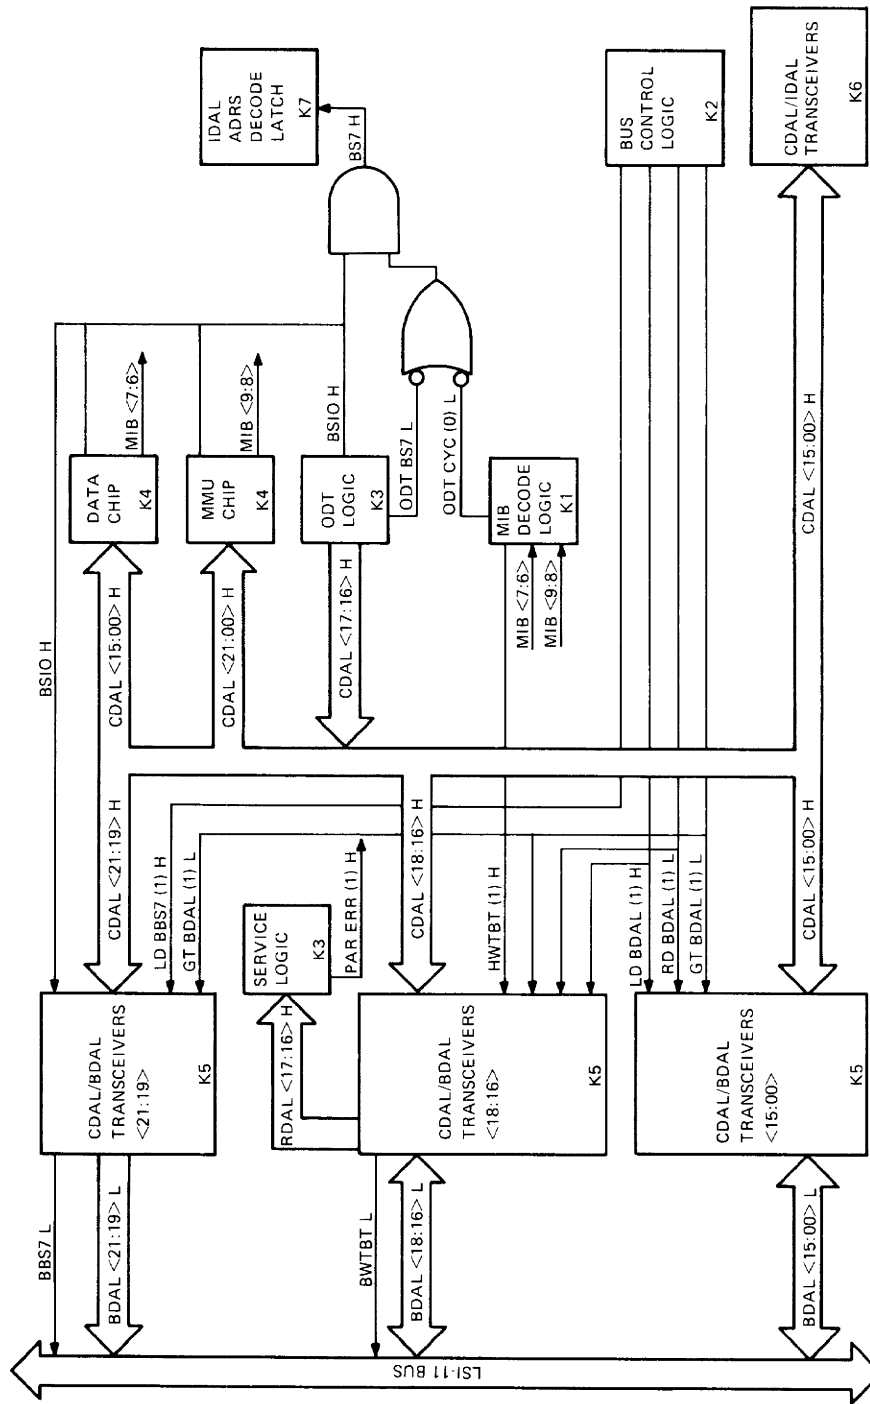 LSI-11 BUS
BBS7 L
BDAL <21:19> L
BWTBT L
BDAL <18:16> L
BDAL <15:00> L
CDAL/BDAL
TRANSCEIVERS
<21:19>
K5
CDAL/BDAL
TRANSCEIVERS
<18:16>
K5
CDAL/BDAL
TRANSCEIVERS
<15:00>
K5
RDAL <17:16> H
SERVICE
LOGIC
K3
PAR ERR (1) H
BSIO H
CDAL <21:19> H
LD BBS7 (1) H
GT BDAL (1) L
CDAL <18:16> H
HWTBT (1) H
LD BDAL (1) H
RD BDAL (1) L
GT BDAL (1) L
CDAL <15:00> H
CDAL <15:00> H
CDAL <21:00> H
CDAL <17:16> H
MIB <7:6>
MIB <9:8>
DATA
CHIP
K4
MMU
CHIP
K4
ODT
LOGIC
K3
MIB
DECODE
LOGIC
K1
MIB <7:6>
MIB <9:8>
BSIO H
ODT BS7 L
ODT CYC (0) L
CDAL <15:00> H
BS7 H
IDAL
ADRS
DECODE
LATCH
K7
BUS
CONTROL
LOGIC
K2
CDAL/IDAL
TRANSCEIVERS
K6